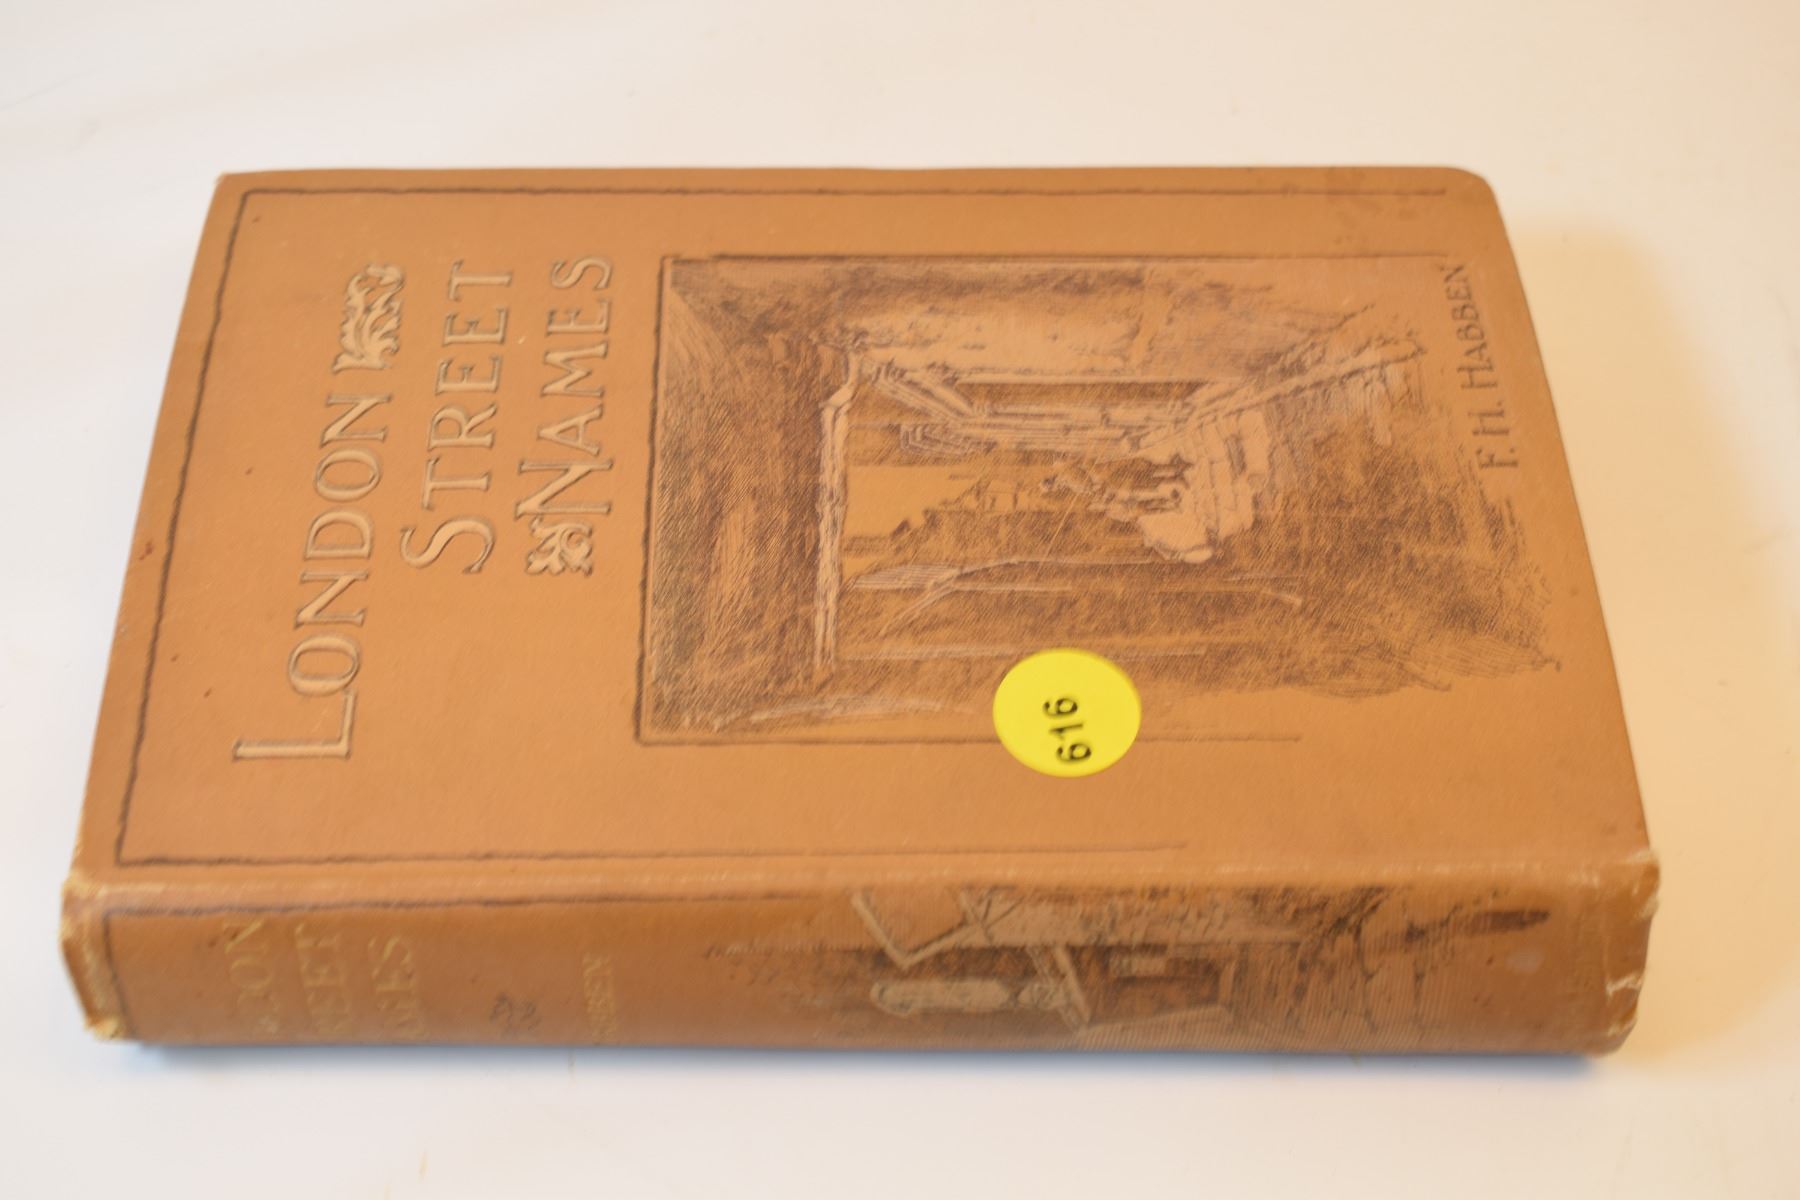 LONDON
STREET
NAMES
F. H. HABBEN
616